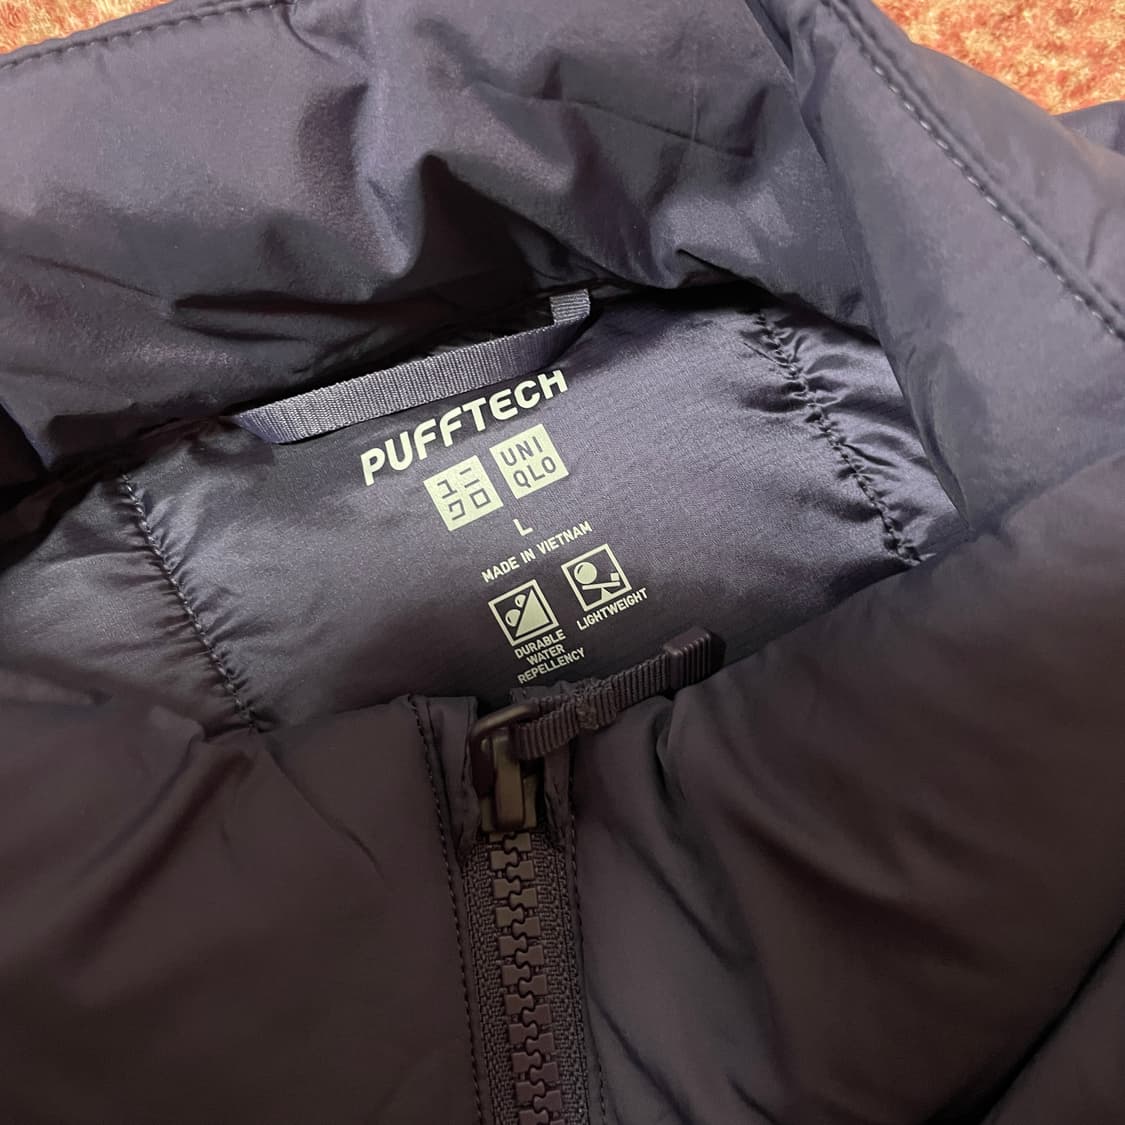 PUFFTECH
ユニ
クロ
UNI
QLO
L
MADE IN VIETNAM
DURABLE
WATER
REPELLENCY
LIGHTWEIGHT